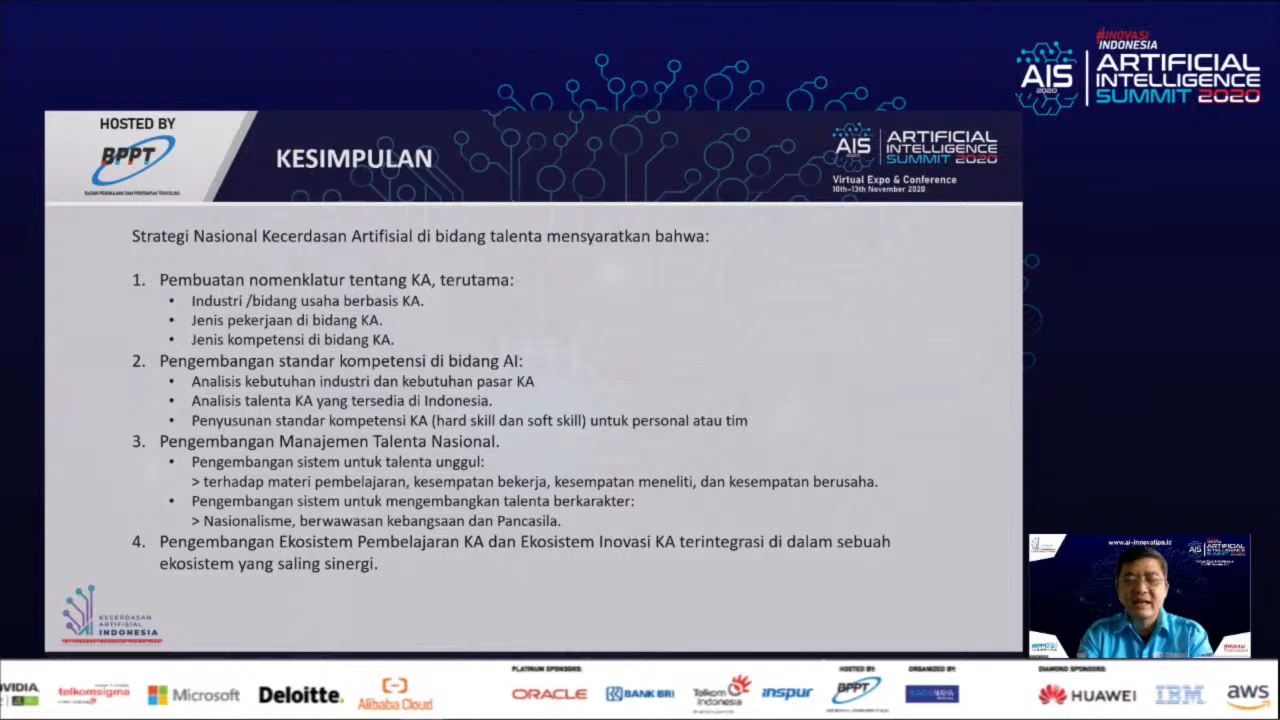 #INOVASI
INDONESIA
AIS
2020
ARTIFICIAL
INTELLIGENCE
SUMMIT 2020
HOSTED BY
BPPT
BADAN PENGKAJIAN DAN PENERAPAN TEKNOLOGI
KESIMPULAN
AIS
2020
ARTIFICIAL
INTELLIGENCE
SUMMIT 2020
Virtual Expo & Conference
10th-13th November 2020
Strategi Nasional Kecerdasan Artifisial di bidang talenta mensyaratkan bahwa:
1. Pembuatan nomenklatur tentang KA, terutama:
• Industri /bidang usaha berbasis KA.
• Jenis pekerjaan di bidang KA.
• Jenis kompetensi di bidang KA.
2. Pengembangan standar kompetensi di bidang AI:
• Analisis kebutuhan industri dan kebutuhan pasar KA
• Analisis talenta KA yang tersedia di Indonesia.
• Penyusunan standar kompetensi KA (hard skill dan soft skill) untuk personal atau tim
3. Pengembangan Manajemen Talenta Nasional.
• Pengembangan sistem untuk talenta unggul:
> terhadap materi pembelajaran, kesempatan bekerja, kesempatan meneliti, dan kesempatan berusaha.
• Pengembangan sistem untuk mengembangkan talenta berkarakter:
> Nasionalisme, berwawasan kebangsaan dan Pancasila.
4. Pengembangan Ekosistem Pembelajaran KA dan Ekosistem Inovasi KA terintegrasi di dalam sebuah
ekosistem yang saling sinergi.
KECERDASAN
ARTIFISIAL
INDONESIA
www.ai-innovation.id
AIS
ARTIFICIAL
INTELLIGENCE
SUMMIT 2020
BPPT
VIDIA
telkomsigma
Microsoft
Deloitte.
Alibaba Cloud
PLATINUM SPONSORS:
ORACLE
BANK BRI
Telkom
Indonesia
inspur
HOSTED BY:
BPPT
ORGANIZED BY:
DIAMOND SPONSORS:
HUAWEI
IBM
aws